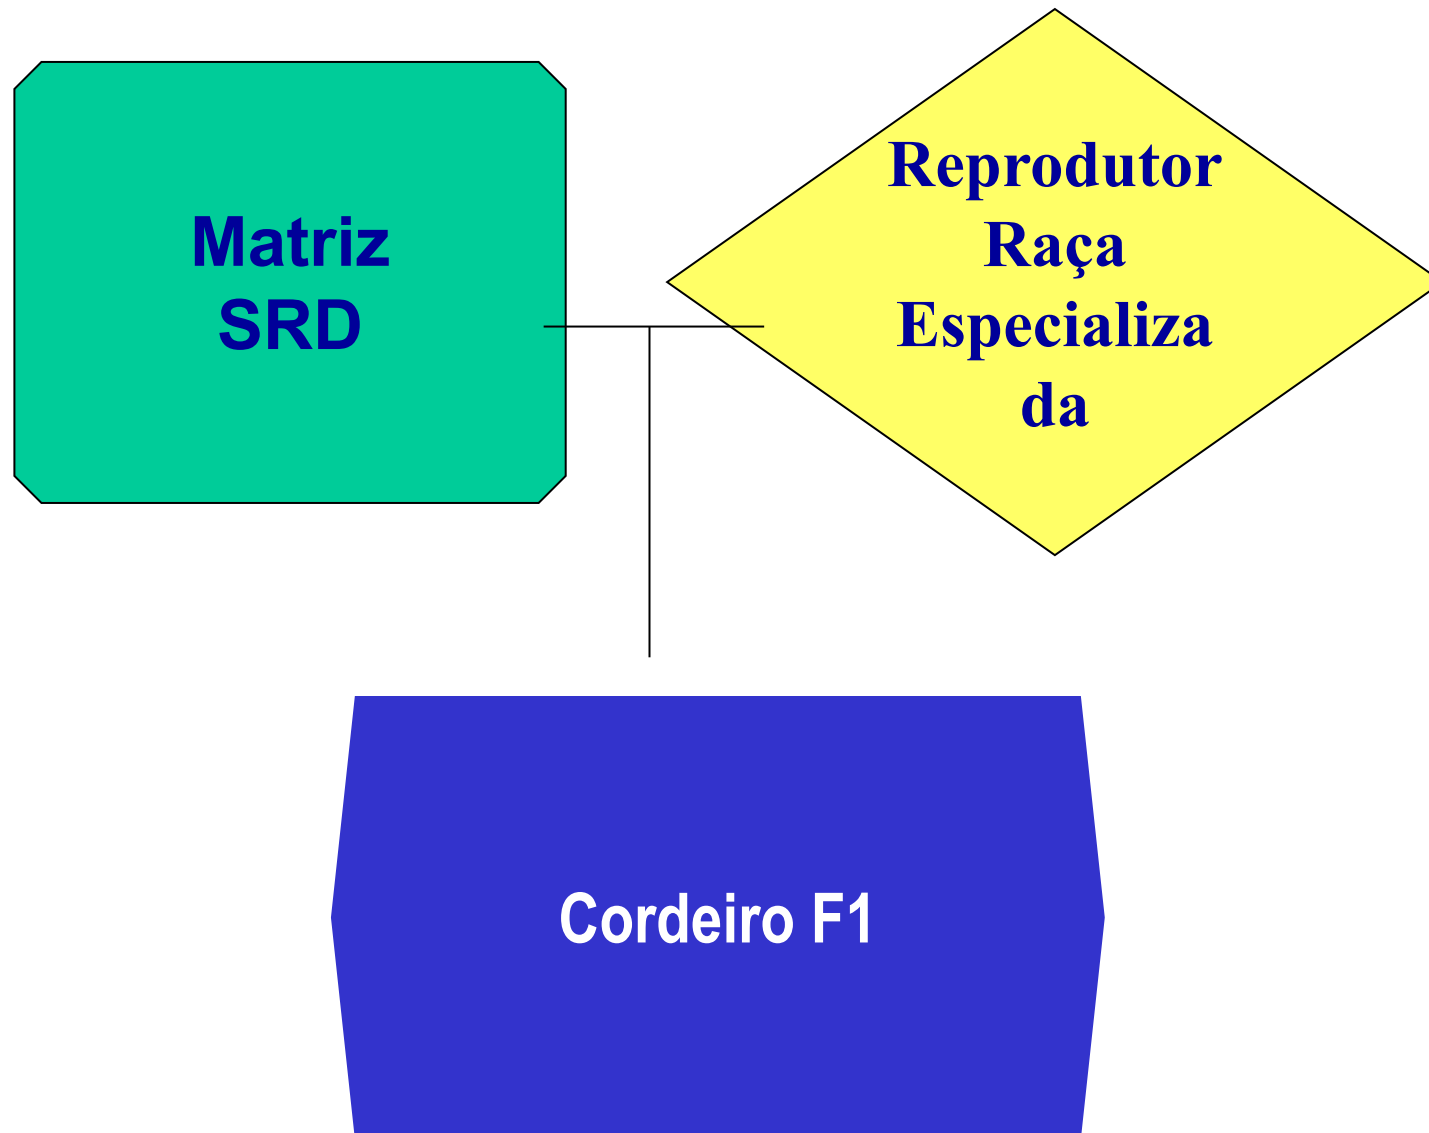 Matriz
SRD
Reprodutor
Raça
Especializa
da
Cordeiro F1